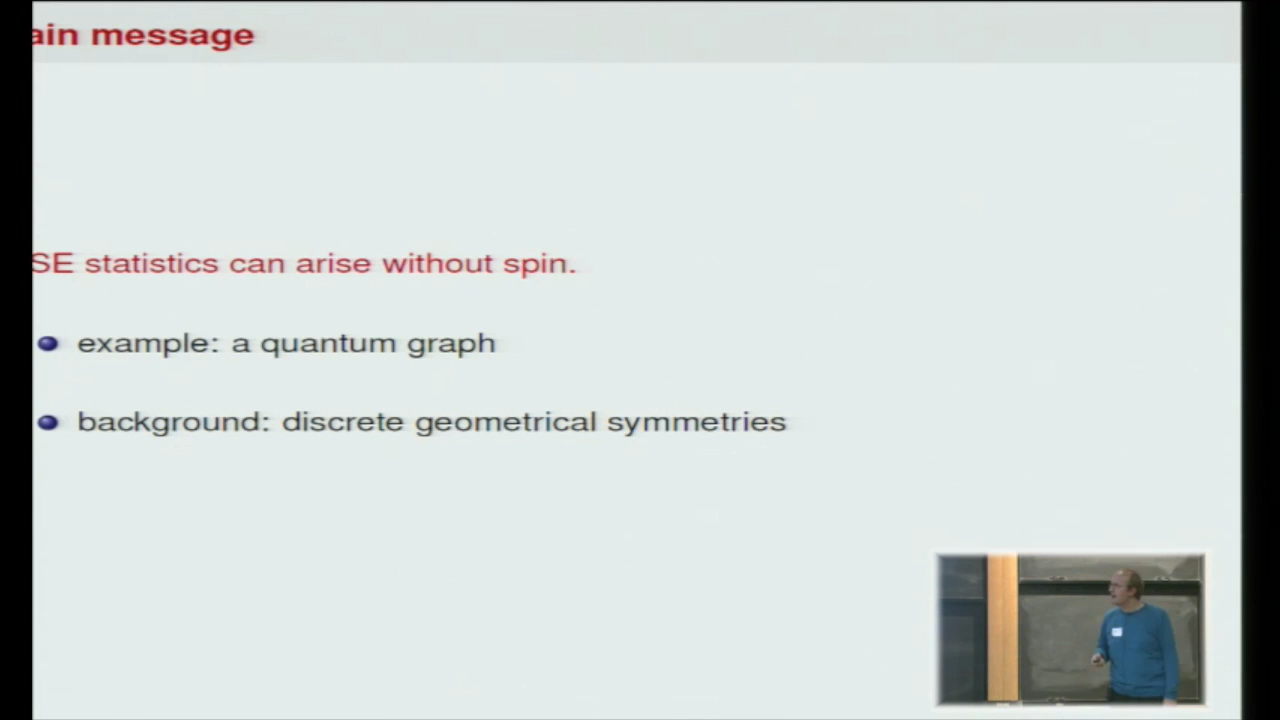 ain message
SE statistics can arise without spin.
example: a quantum graph
background: discrete geometrical symmetries